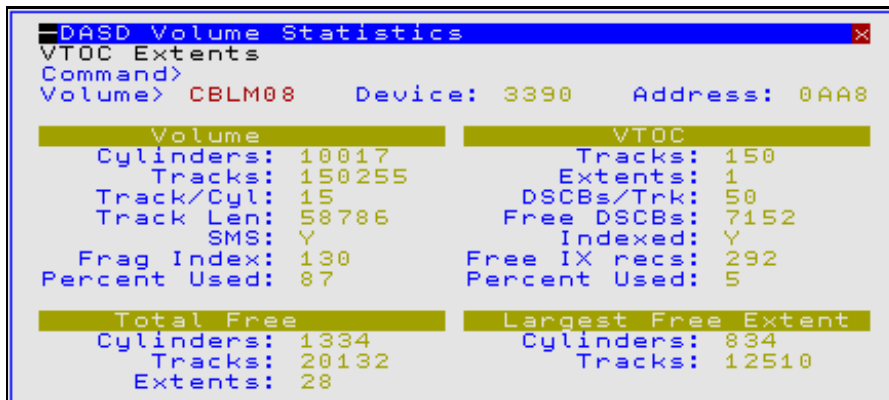 DASD Volume Statistics
VTOC Extents
Command>
Volume> CBLM08 Device: 3390 Address: 0AA8
Volume VTOC
Cylinders: 10017 Tracks: 150
Tracks: 150255 Extents: 1
Track/Cyl: 15 DSCBs/Trk: 50
Track Len: 58786 Free DSCBs: 7152
SMS: Y Indexed: Y
Frag Index: 130 Free IX recs: 292
Percent Used: 87 Percent Used: 5
Total Free Largest Free Extent
Cylinders: 1334 Cylinders: 834
Tracks: 20132 Tracks: 12510
Extents: 28